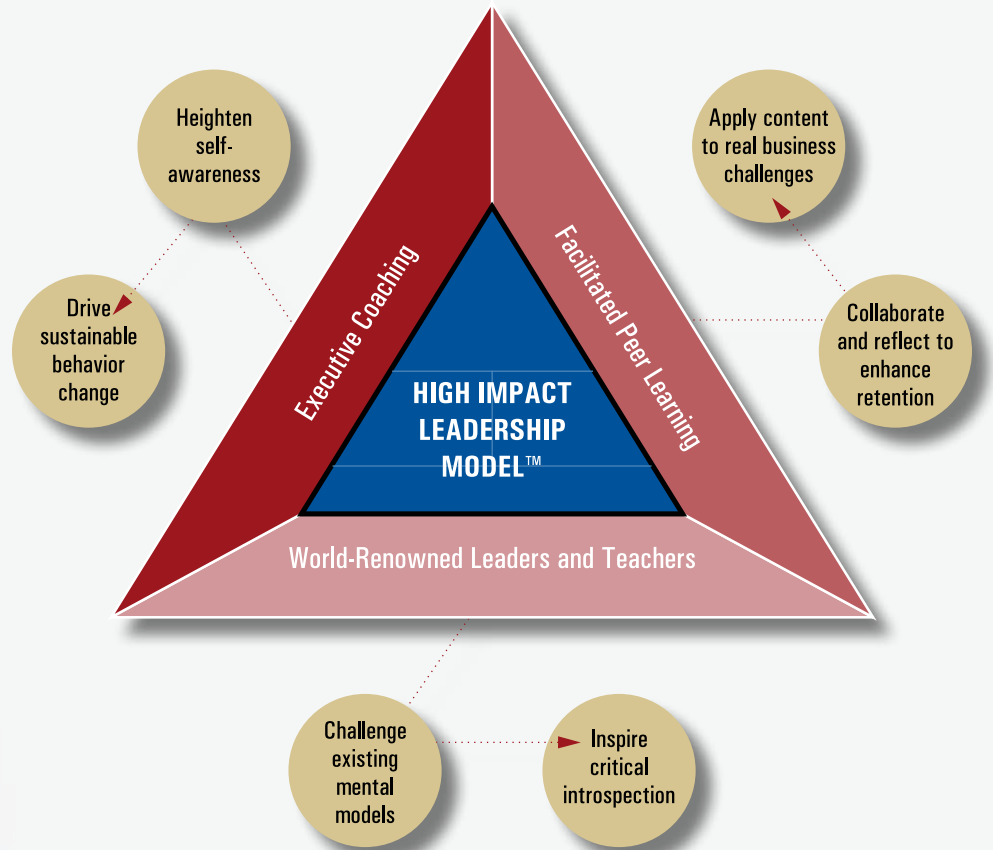 Heighten
self-
awareness
Drive
sustainable
behavior
change
Executive Coaching
HIGH IMPACT
LEADERSHIP
MODEL™
Facilitated Peer Learning
Apply content
to real business
challenges
Collaborate
and reflect to
enhance
retention
World-Renowned Leaders and Teachers
Challenge
existing
mental
models
Inspire
critical
introspection